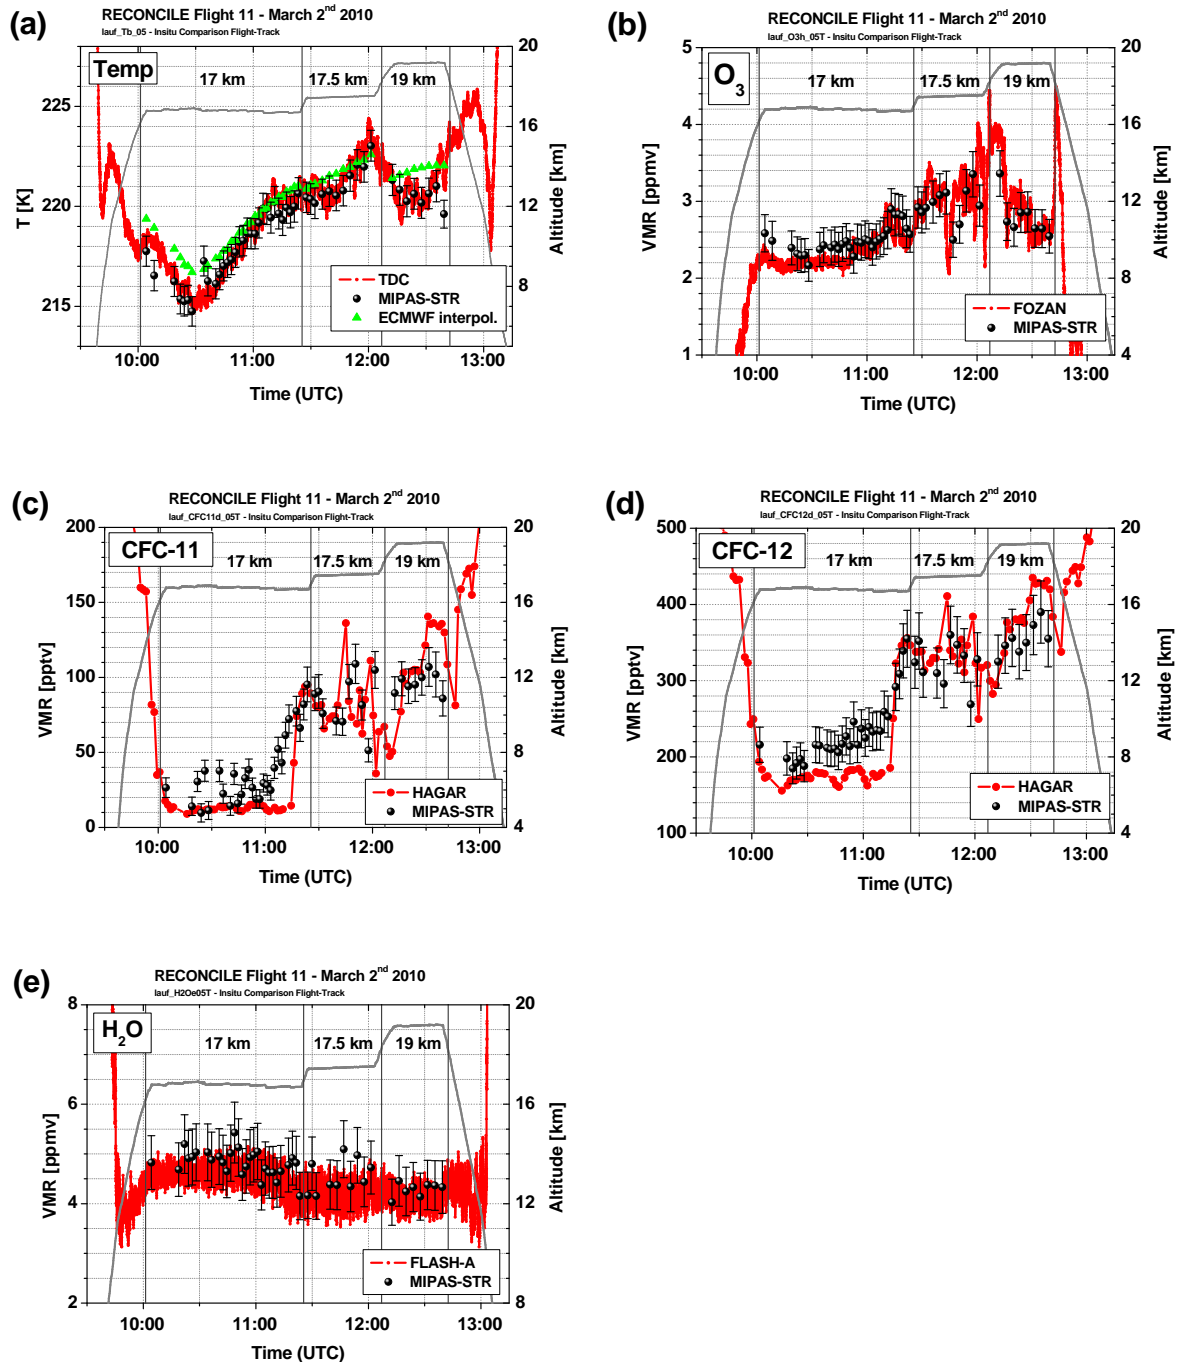 (a)
RECONCILE Flight 11 - March 2nd 2010
lauf_Tb_05 - Insitu Comparison Flight-Track
Temp
17 km
17.5 km
19 km
225
220
215
T [K]
20
16
12
8
Altitude [km]
TDC
MIPAS-STR
ECMWF interpol.
10:00 11:00 12:00 13:00
Time (UTC)
(b)
RECONCILE Flight 11 - March 2nd 2010
lauf_O3h_05T - Insitu Comparison Flight-Track
O3
17 km
17.5 km
19 km
5
4
3
2
1
VMR [ppmv]
20
16
12
8
4
Altitude [km]
FOZAN
MIPAS-STR
10:00 11:00 12:00 13:00
Time (UTC)
(c)
RECONCILE Flight 11 - March 2nd 2010
lauf_CFC11d_05T - Insitu Comparison Flight-Track
CFC-11
17 km
17.5 km
19 km
200
150
100
50
0
VMR [pptv]
20
16
12
8
4
Altitude [km]
HAGAR
MIPAS-STR
10:00 11:00 12:00 13:00
Time (UTC)
(d)
RECONCILE Flight 11 - March 2nd 2010
lauf_CFC12d_05T - Insitu Comparison Flight-Track
CFC-12
17 km
17.5 km
19 km
500
400
300
200
100
VMR [pptv]
20
16
12
8
4
Altitude [km]
HAGAR
MIPAS-STR
10:00 11:00 12:00 13:00
Time (UTC)
(e)
RECONCILE Flight 11 - March 2nd 2010
lauf_H2Oe05T - Insitu Comparison Flight-Track
H2O
17 km
17.5 km
19 km
8
6
4
2
VMR [ppmv]
20
16
12
8
Altitude [km]
FLASH-A
MIPAS-STR
10:00 11:00 12:00 13:00
Time (UTC)